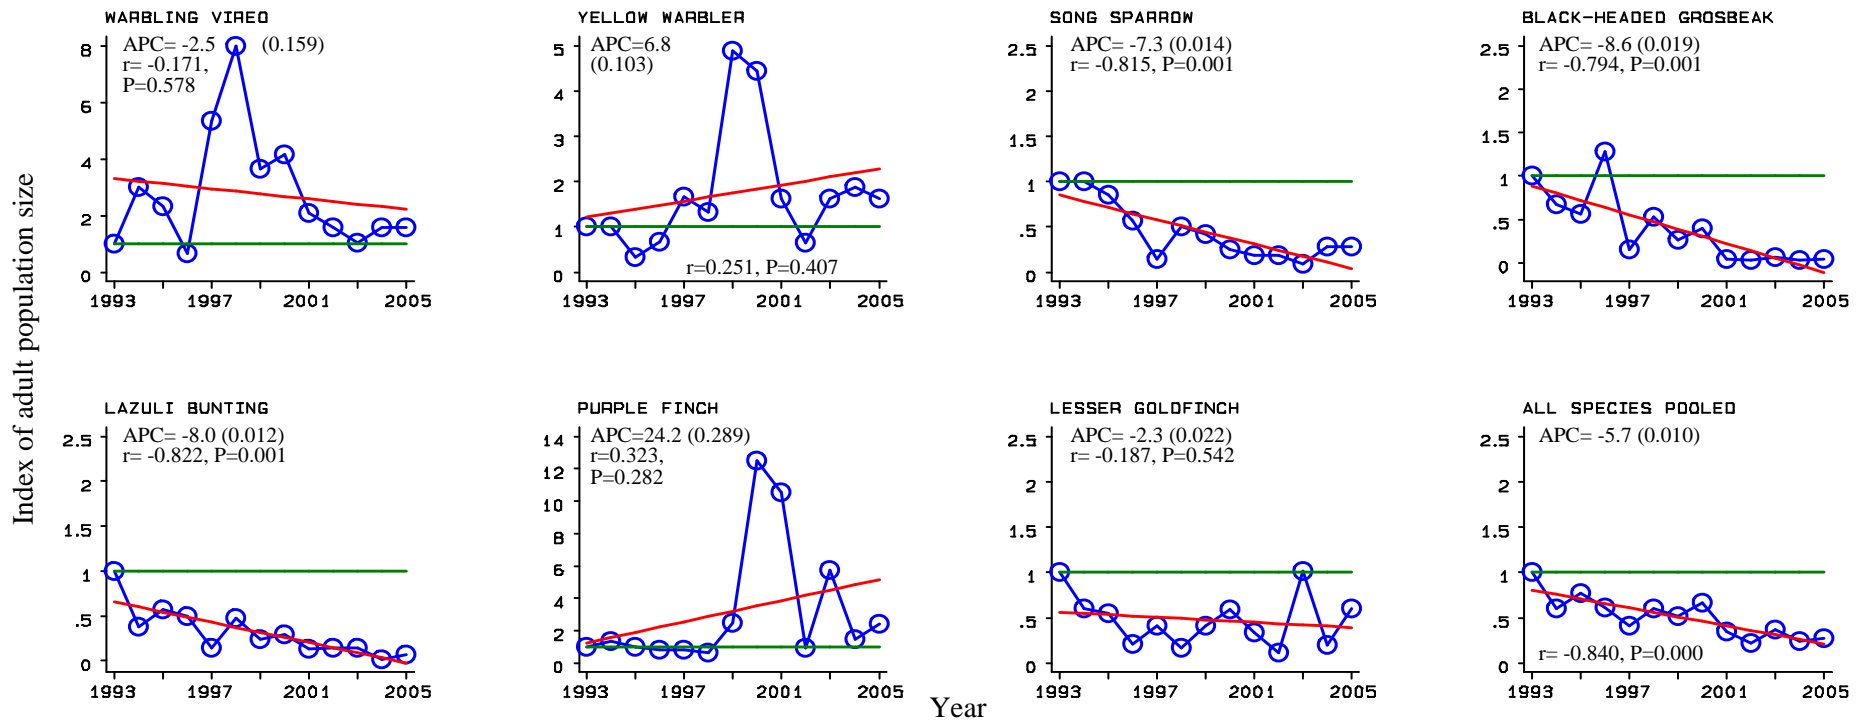 Index of adult population size
WARBLING VIREO
APC= -2.5 (0.159)
r= -0.171,
P=0.578
8
6
4
2
0
1993 1997 2001 2005
YELLOW WARBLER
APC=6.8
(0.103)
5
4
3
2
1
0
r=0.251, P=0.407
1993 1997 2001 2005
SONG SPARROW
APC= -7.3 (0.014)
r= -0.815, P=0.001
2.5
2
1.5
1
.5
0
1993 1997 2001 2005
BLACK-HEADED GROSBEAK
APC= -8.6 (0.019)
r= -0.794, P=0.001
2.5
2
1.5
1
.5
0
1993 1997 2001 2005
LAZULI BUNTING
APC= -8.0 (0.012)
r= -0.822, P=0.001
2.5
2
1.5
1
.5
0
1993 1997 2001 2005
PURPLE FINCH
APC=24.2 (0.289)
r=0.323,
P=0.282
14
12
10
8
6
4
2
0
1993 1997 2001 2005
LESSER GOLDFINCH
APC= -2.3 (0.022)
r= -0.187, P=0.542
2.5
2
1.5
1
.5
0
1993 1997 2001 2005
ALL SPECIES POOLED
APC= -5.7 (0.010)
2.5
2
1.5
1
.5
0
r= -0.840, P=0.000
1993 1997 2001 2005
Year